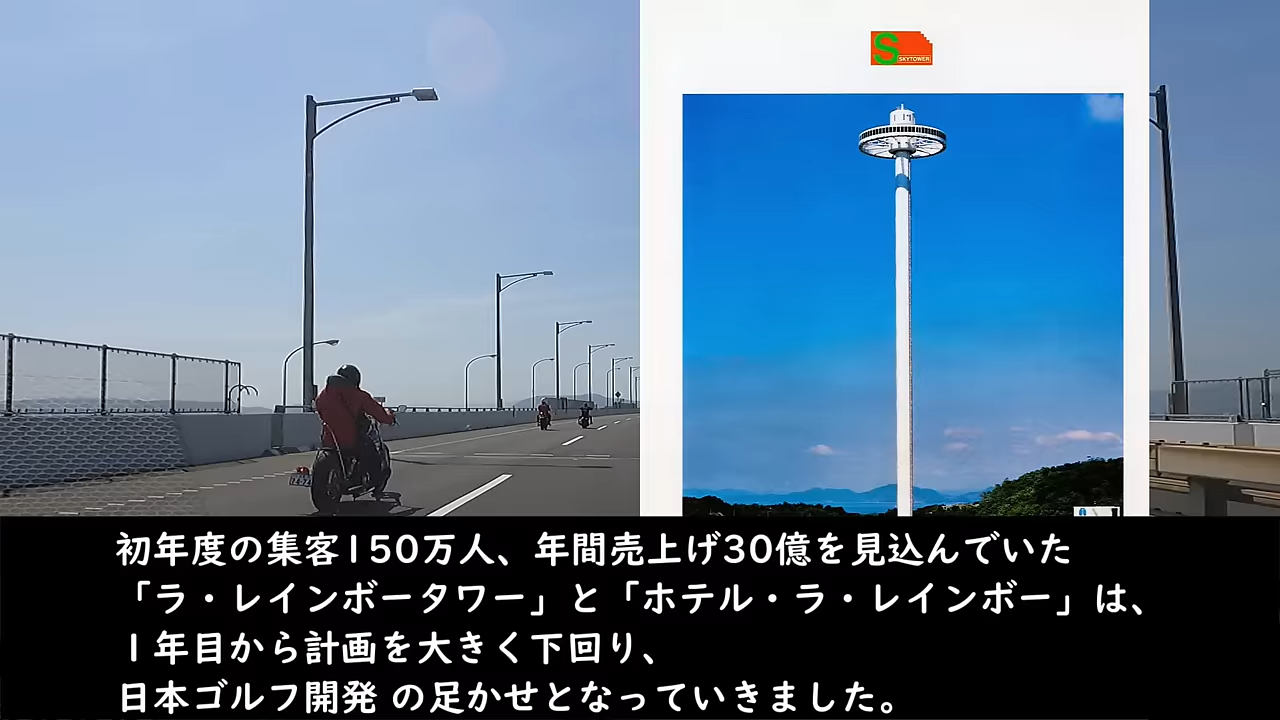 S
SKYTOWER
初年度の集客150万人、年間売上げ30億を見込んでいた
「ラ・レインボータワー」と「ホテル・ラ・レインボー」は、
1年目から計画を大きく下回り、
日本ゴルフ開発 の足かせとなっていきました。